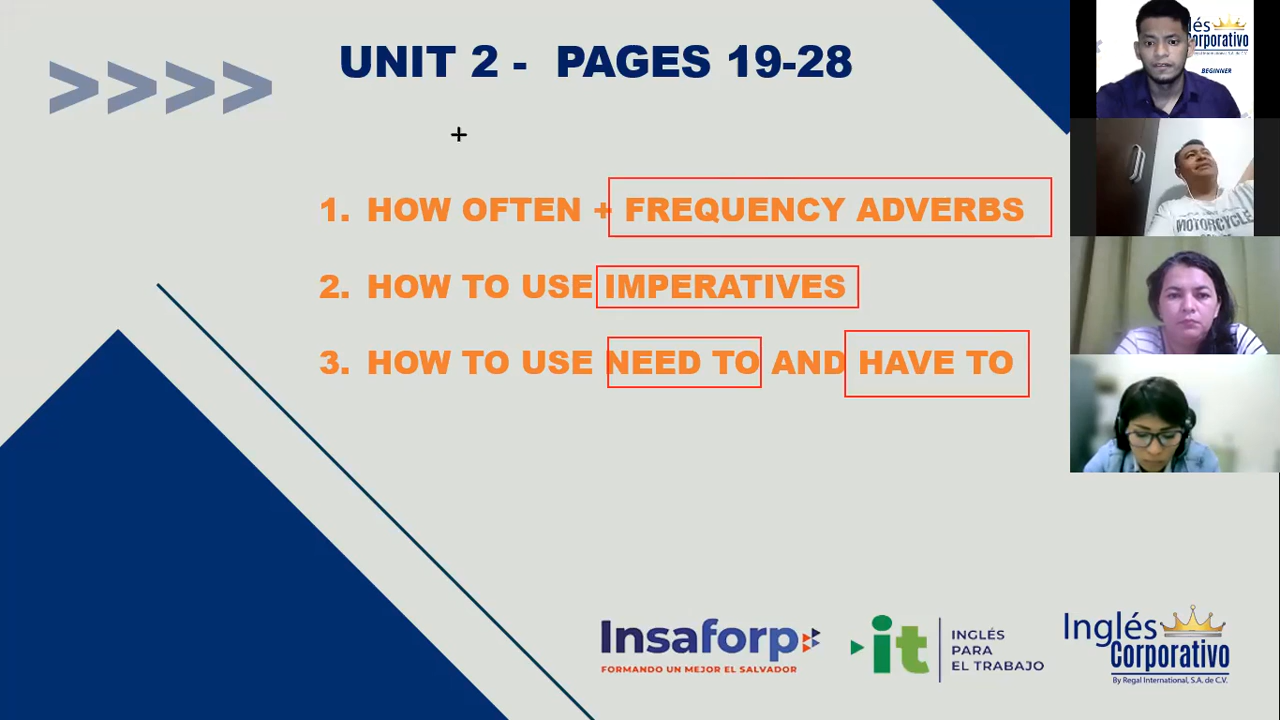 UNIT 2 - PAGES 19-28
1. HOW OFTEN + FREQUENCY ADVERBS
2. HOW TO USE IMPERATIVES
3. HOW TO USE NEED TO AND HAVE TO
lés
Corporativo
BEGINNER
MOTORCYCLE
Insaforp
FORMANDO UN MEJOR EL SALVADOR
it
INGLÉS
PARA
EL TRABAJO
Inglés
Corporativo
By Regal International, S.A. de C.V.